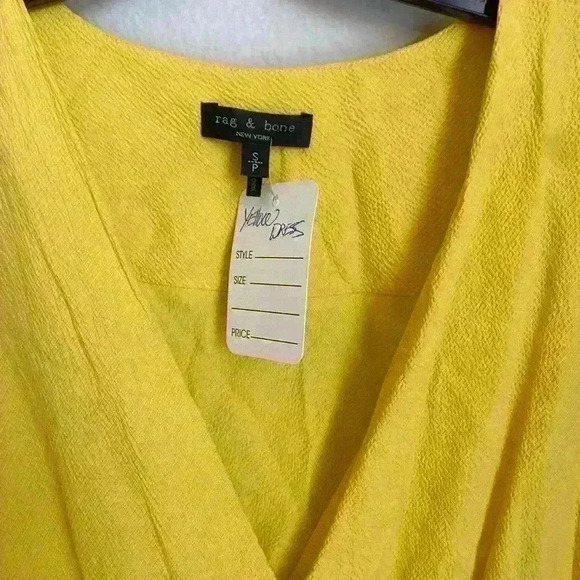 rag & bone
NEW YORK
S/P
Yellow
DRESS
STYLE
SIZE
PRICE